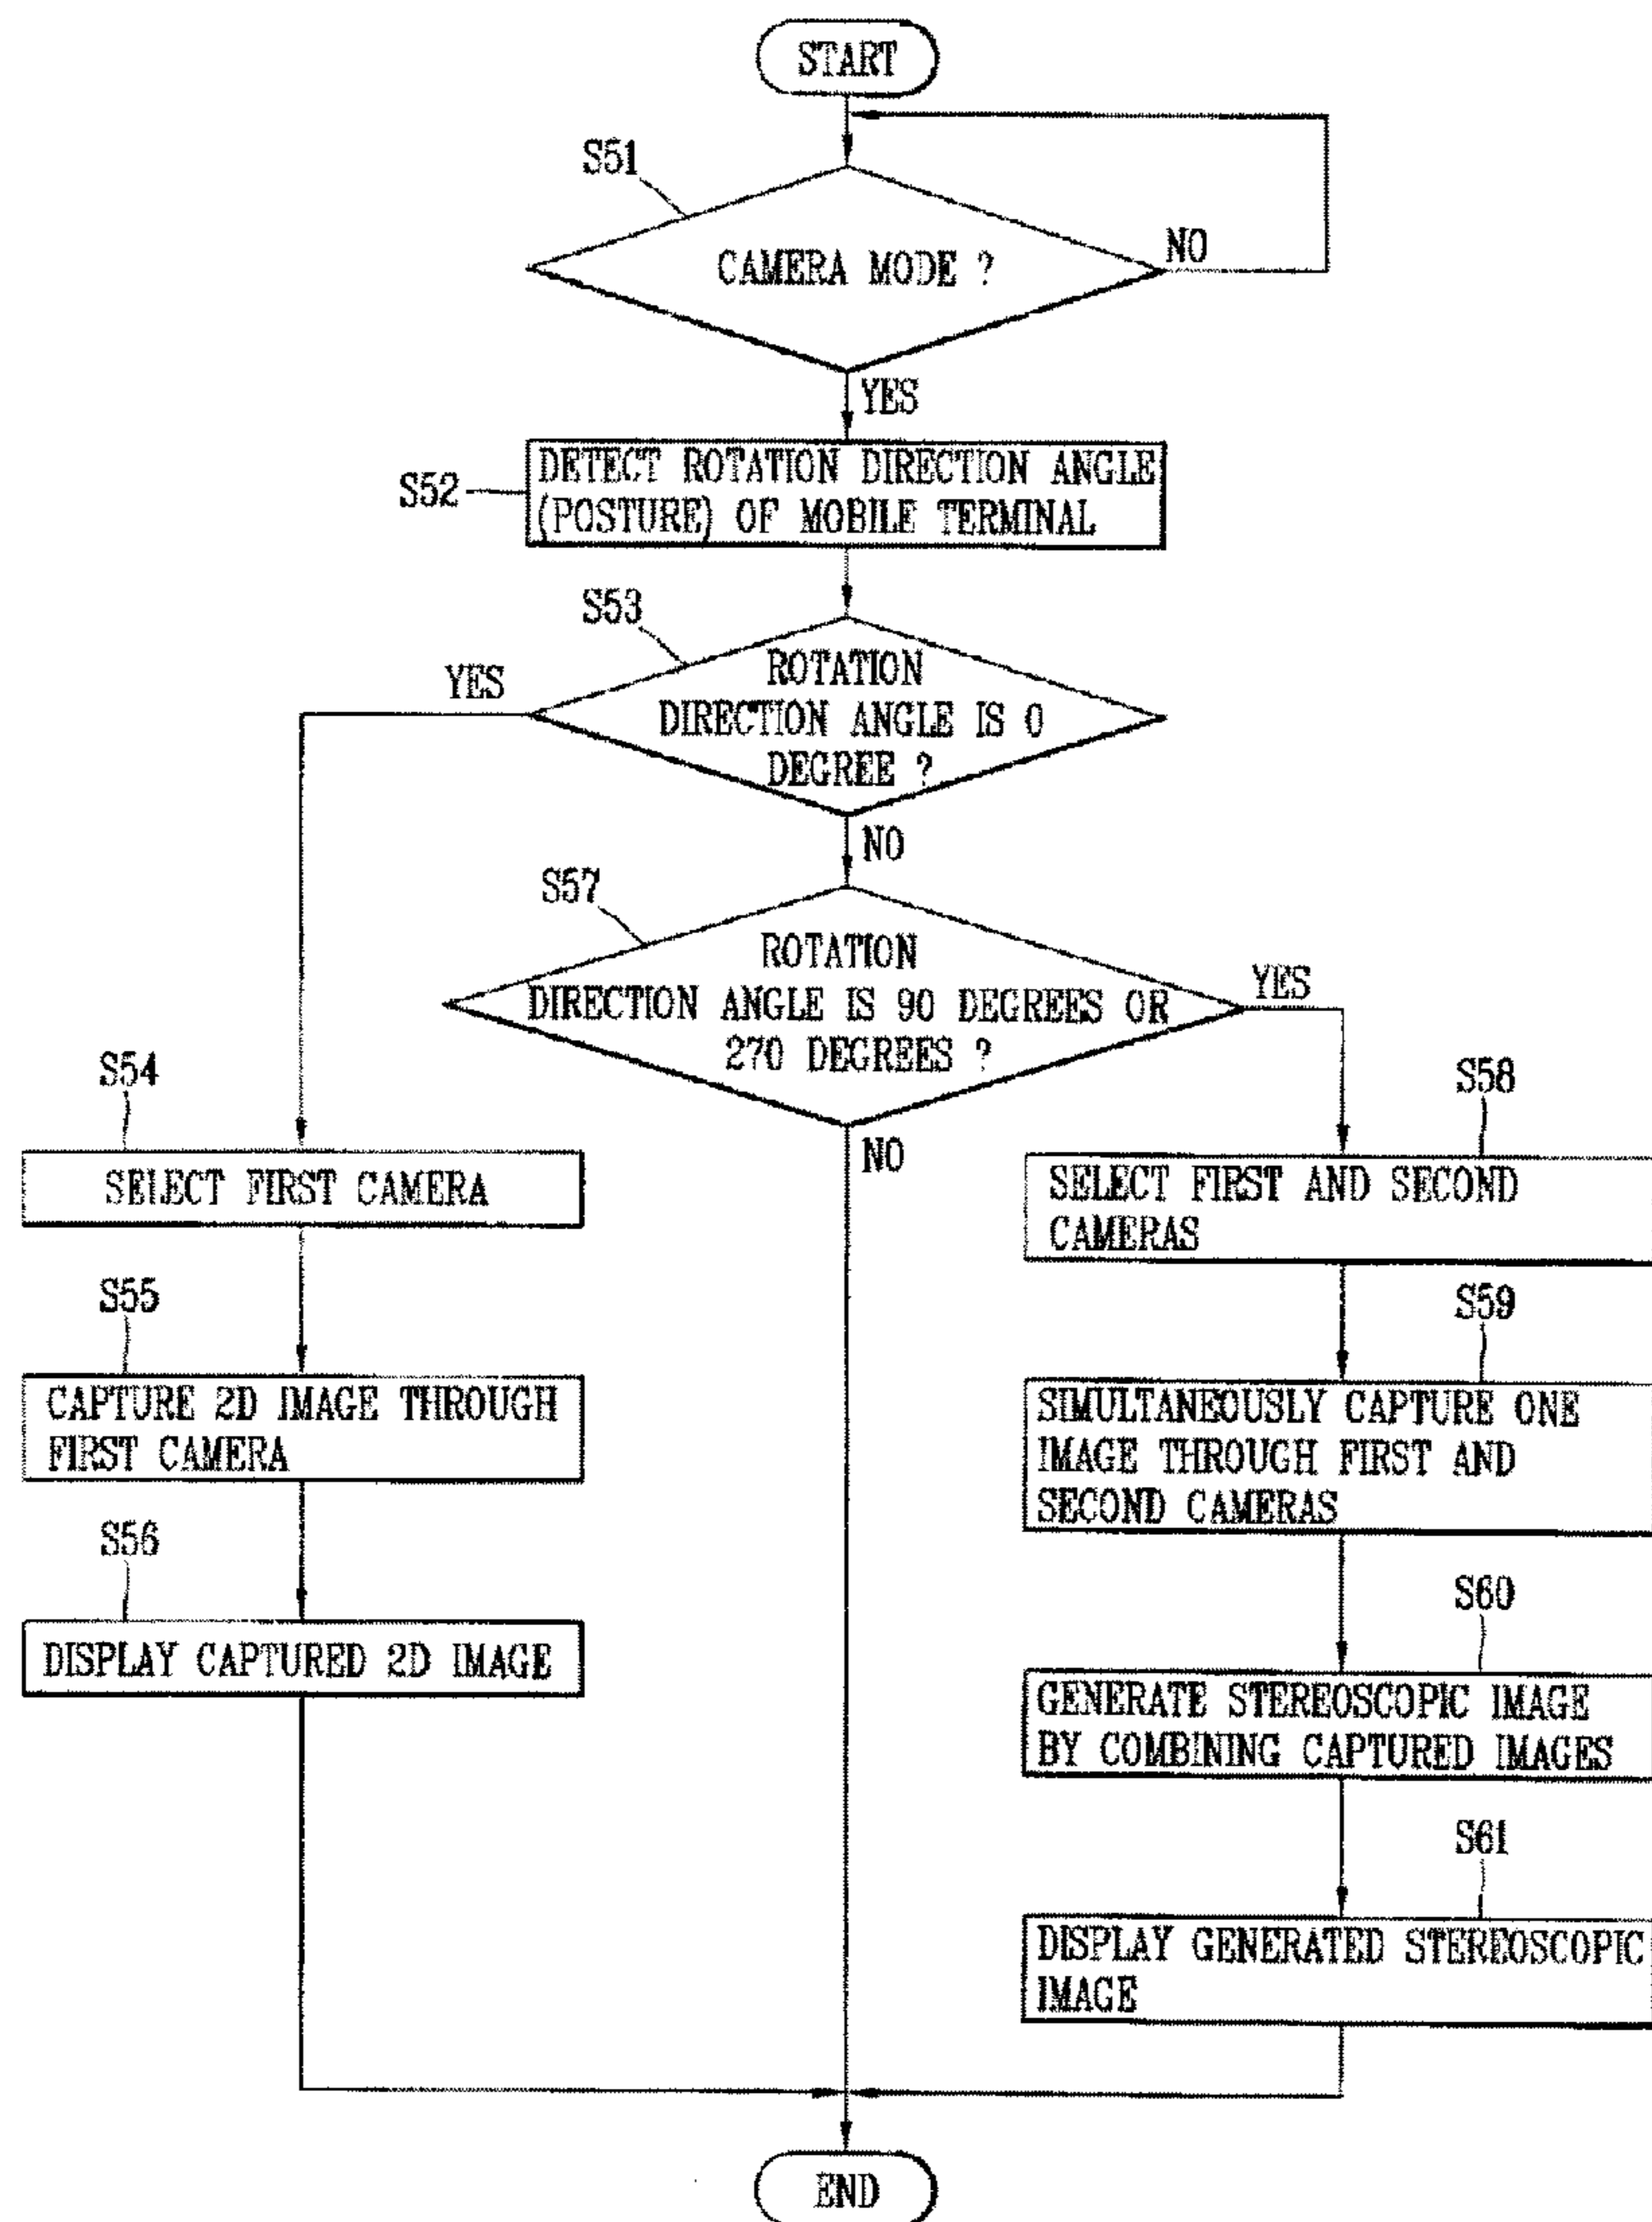 START
S51
CAMERA MODE ?
NO
YES
S52
DETECT ROTATION DIRECTION ANGLE
(POSTURE) OF MOBILE TERMINAL
S53
YES
ROTATION
DIRECTION ANGLE IS 0
DEGREE ?
NO
S57
ROTATION
DIRECTION ANGLE IS 90 DEGREES OR
270 DEGREES ?
YES
NO
S54
SELECT FIRST CAMERA
S55
CAPTURE 2D IMAGE THROUGH
FIRST CAMERA
S56
DISPLAY CAPTURED 2D IMAGE
S58
SELECT FIRST AND SECOND
CAMERAS
S59
SIMULTANEOUSLY CAPTURE ONE
IMAGE THROUGH FIRST AND
SECOND CAMERAS
S60
GENERATE STEREOSCOPIC IMAGE
BY COMBINING CAPTURED IMAGES
S61
DISPLAY GENERATED STEREOSCOPIC
IMAGE
END